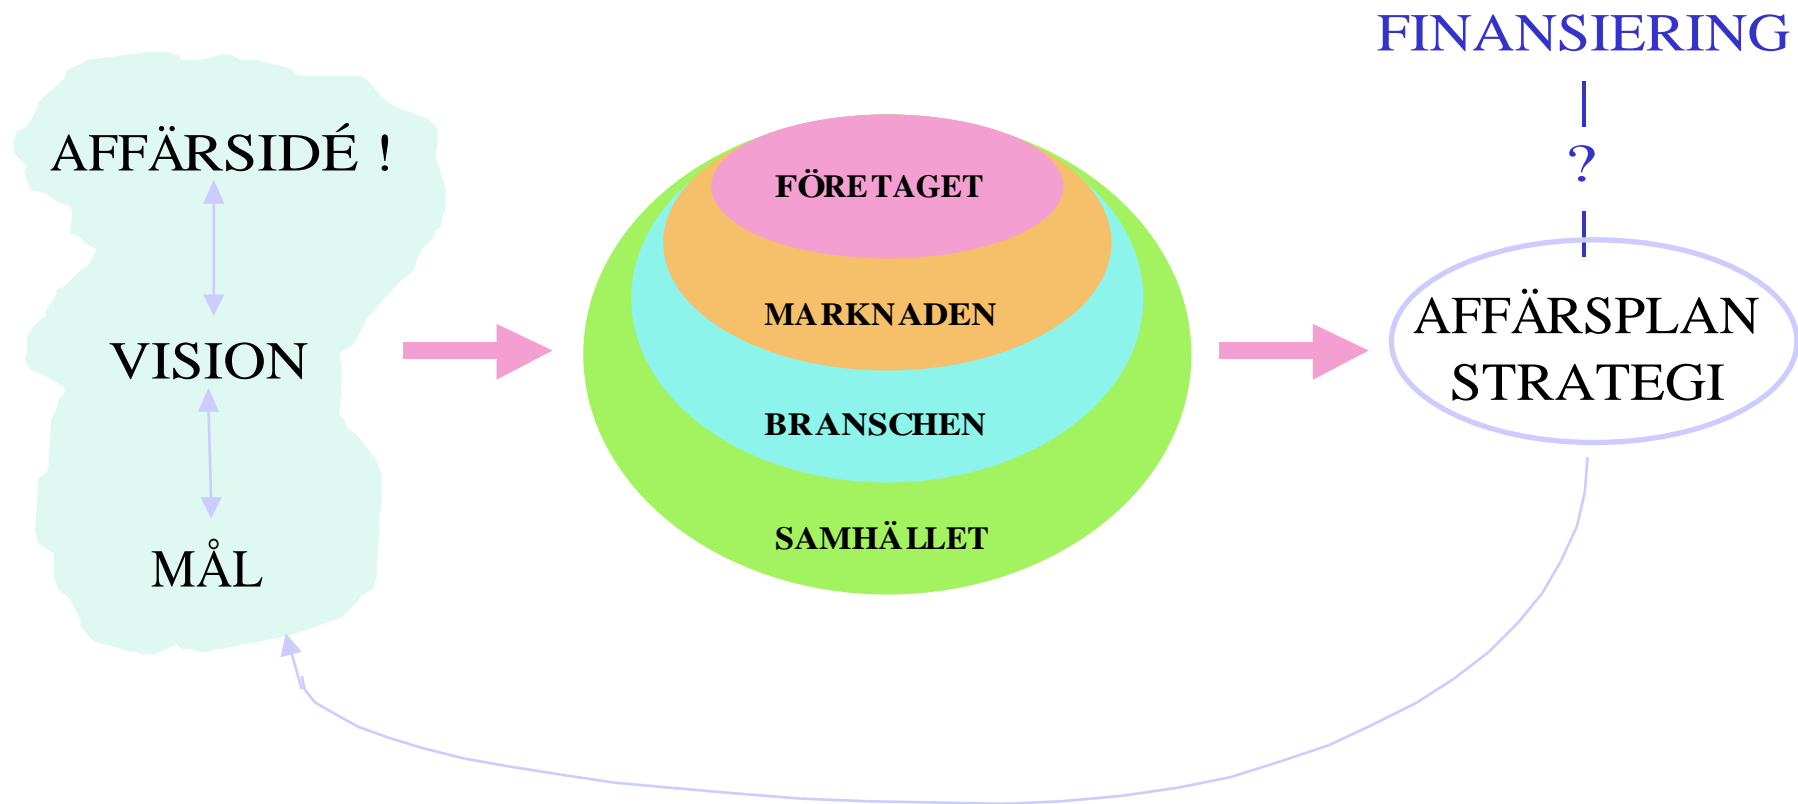 AFFÄRSIDÉ !
VISION
MÅL
FÖRETAGET
MARKNADEN
BRANSCHEN
SAMHÄLLET
FINANSIERING
?
AFFÄRSPLAN
STRATEGI